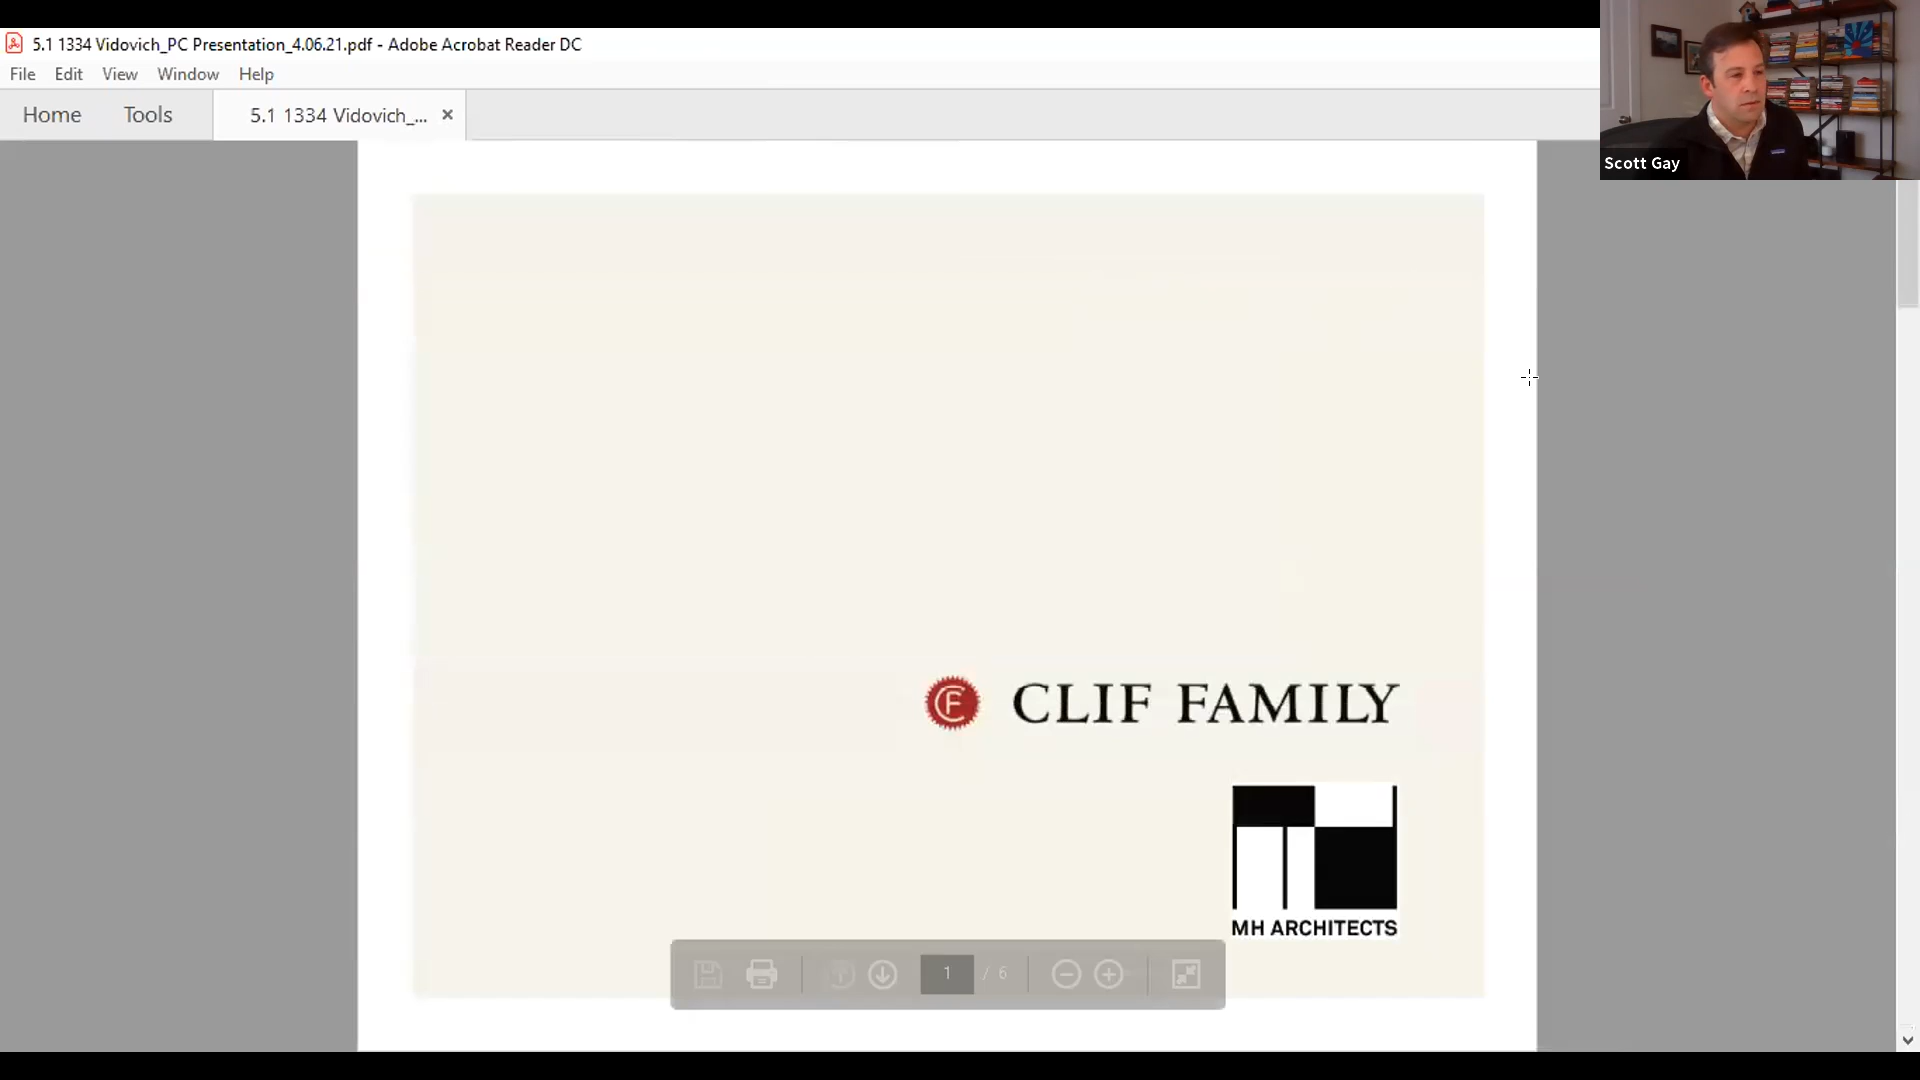 5.1 1334 Vidovich_PC Presentation_4.06.21.pdf - Adobe Acrobat Reader DC
File Edit View Window Help
Home Tools 5.1 1334 Vidovich_... ×
Scott Gay
CF CLIF FAMILY
MH ARCHITECTS
1 / 6